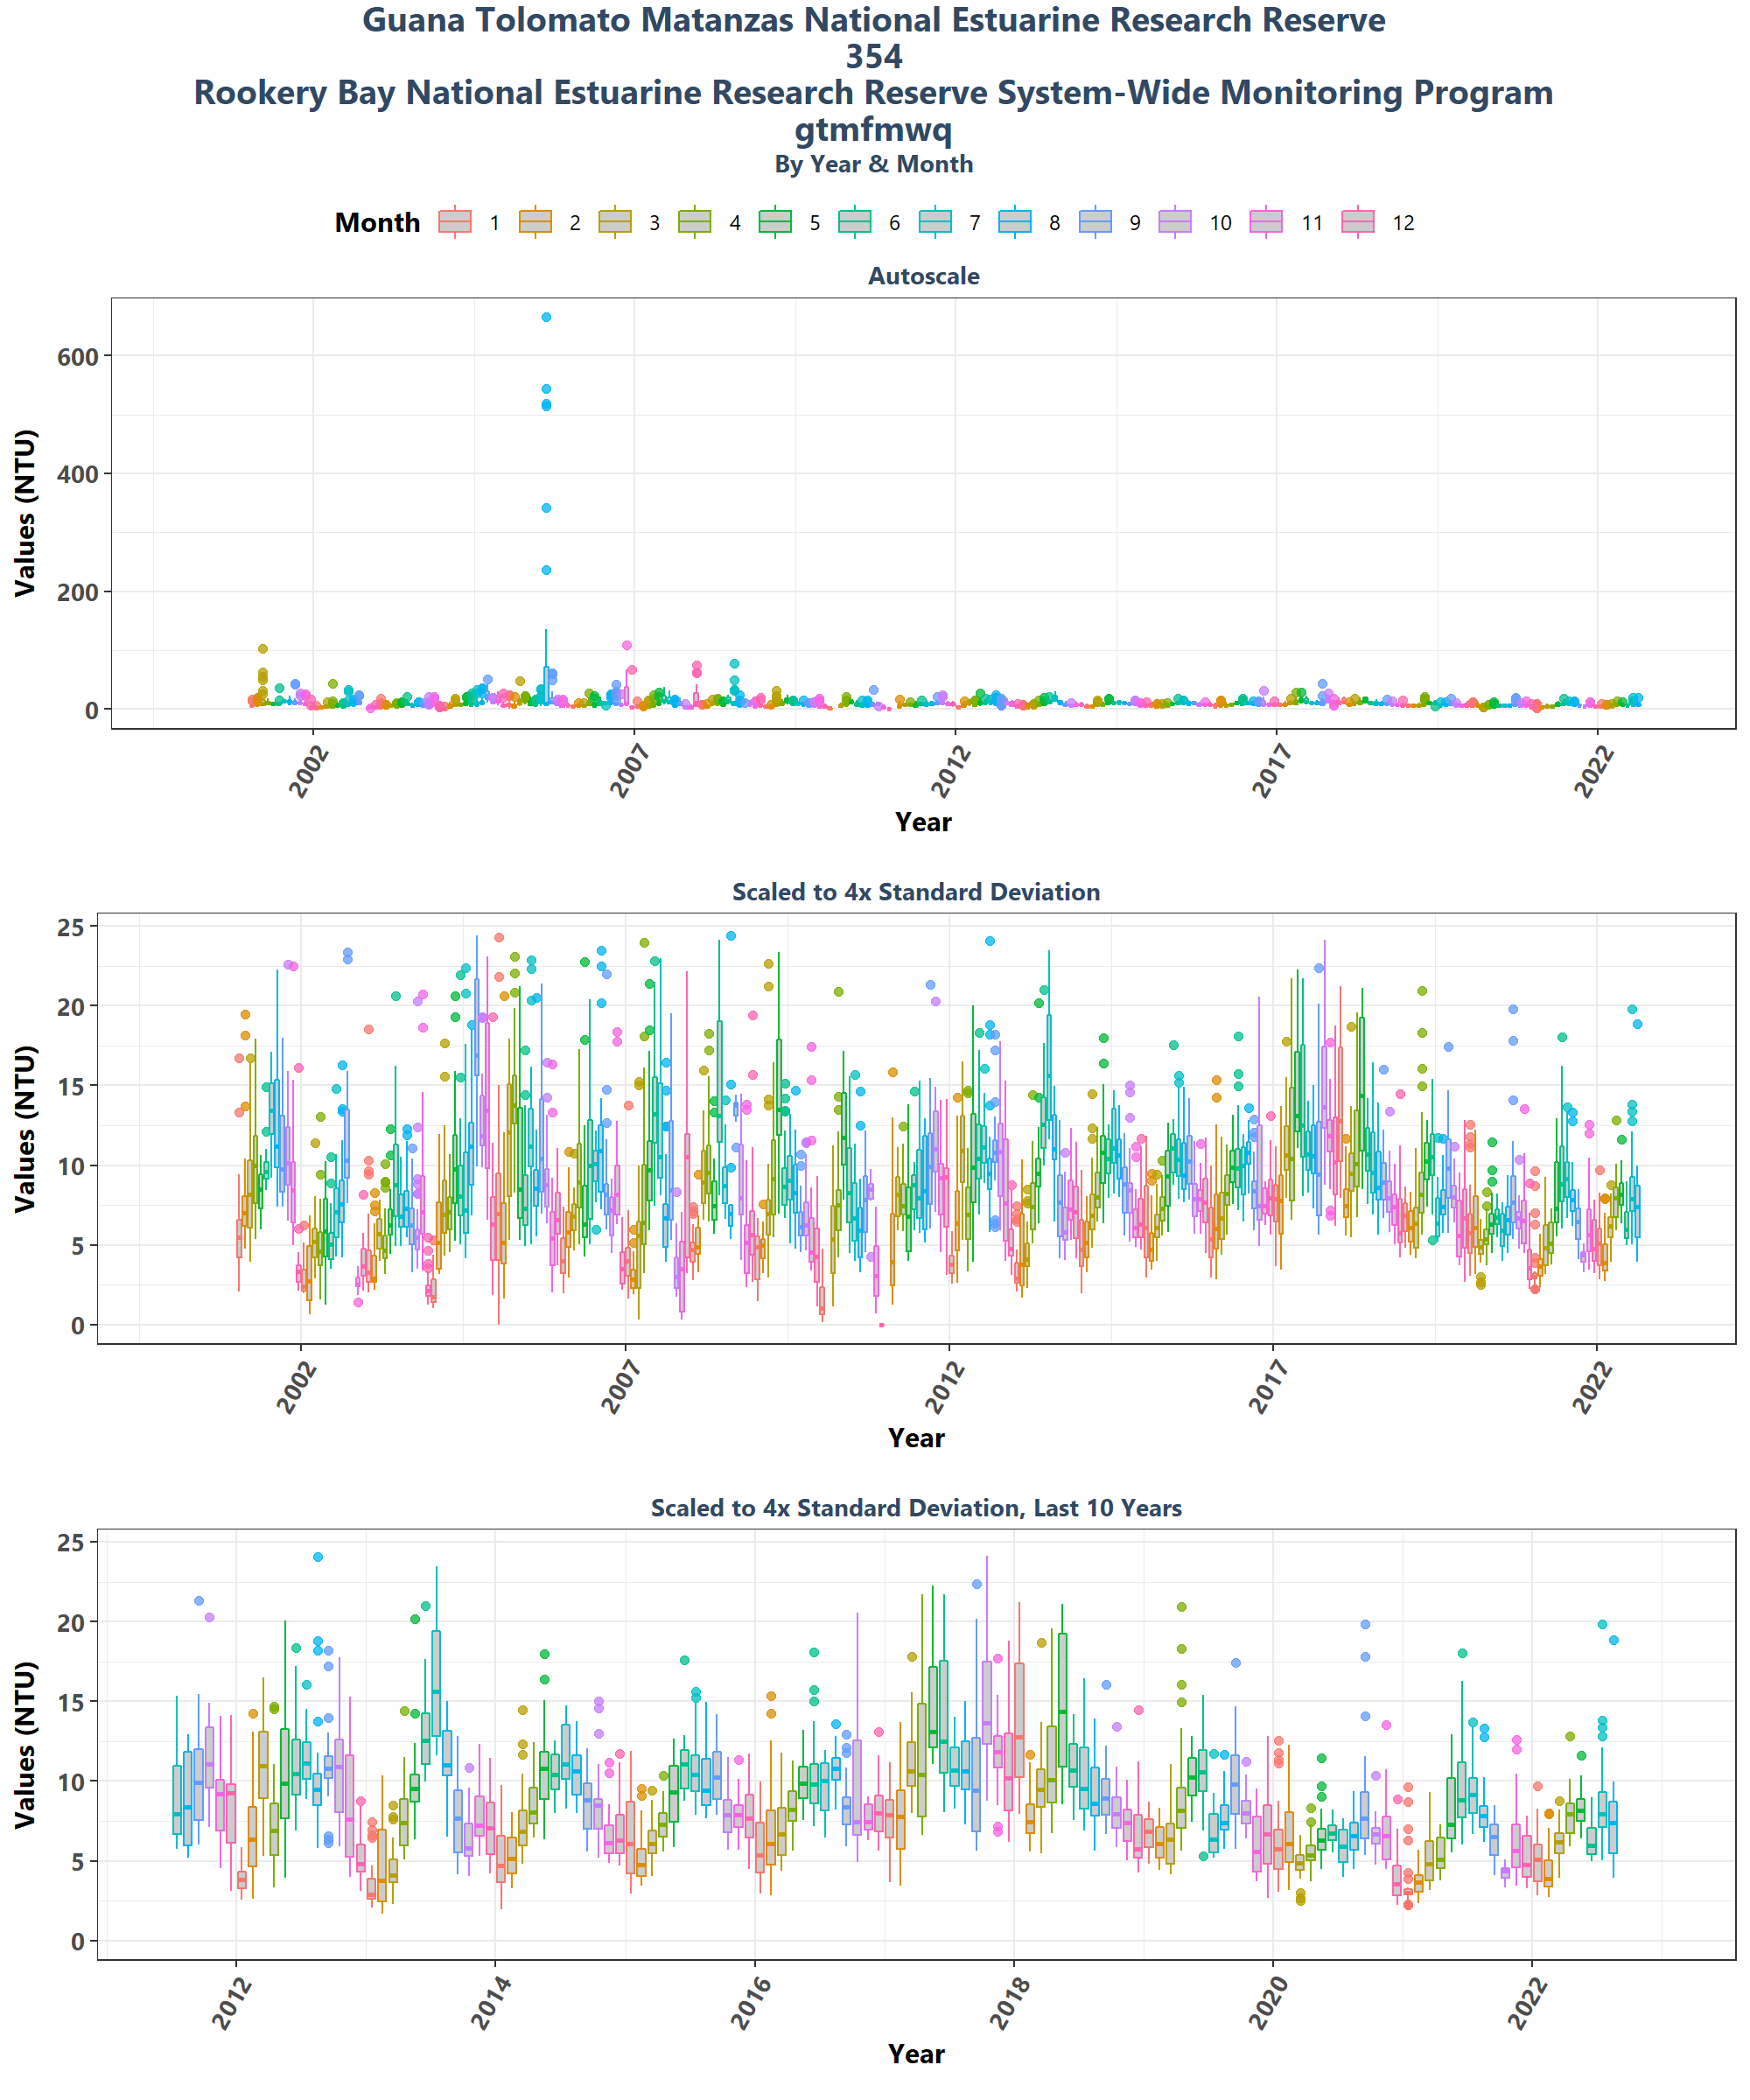 Guana Tolomato Matanzas National Estuarine Research Reserve
354
Rookery Bay National Estuarine Research Reserve System-Wide Monitoring Program
gtmfmwq
By Year & Month
Month 1 2 3 4 5 6 7 8 9 10 11 12
Autoscale
Values (NTU)
600
400
200
0
2002 2007 2012 2017 2022
Year
Scaled to 4x Standard Deviation
Values (NTU)
25
20
15
10
5
0
2002 2007 2012 2017 2022
Year
Scaled to 4x Standard Deviation, Last 10 Years
Values (NTU)
25
20
15
10
5
0
2012 2014 2016 2018 2020 2022
Year